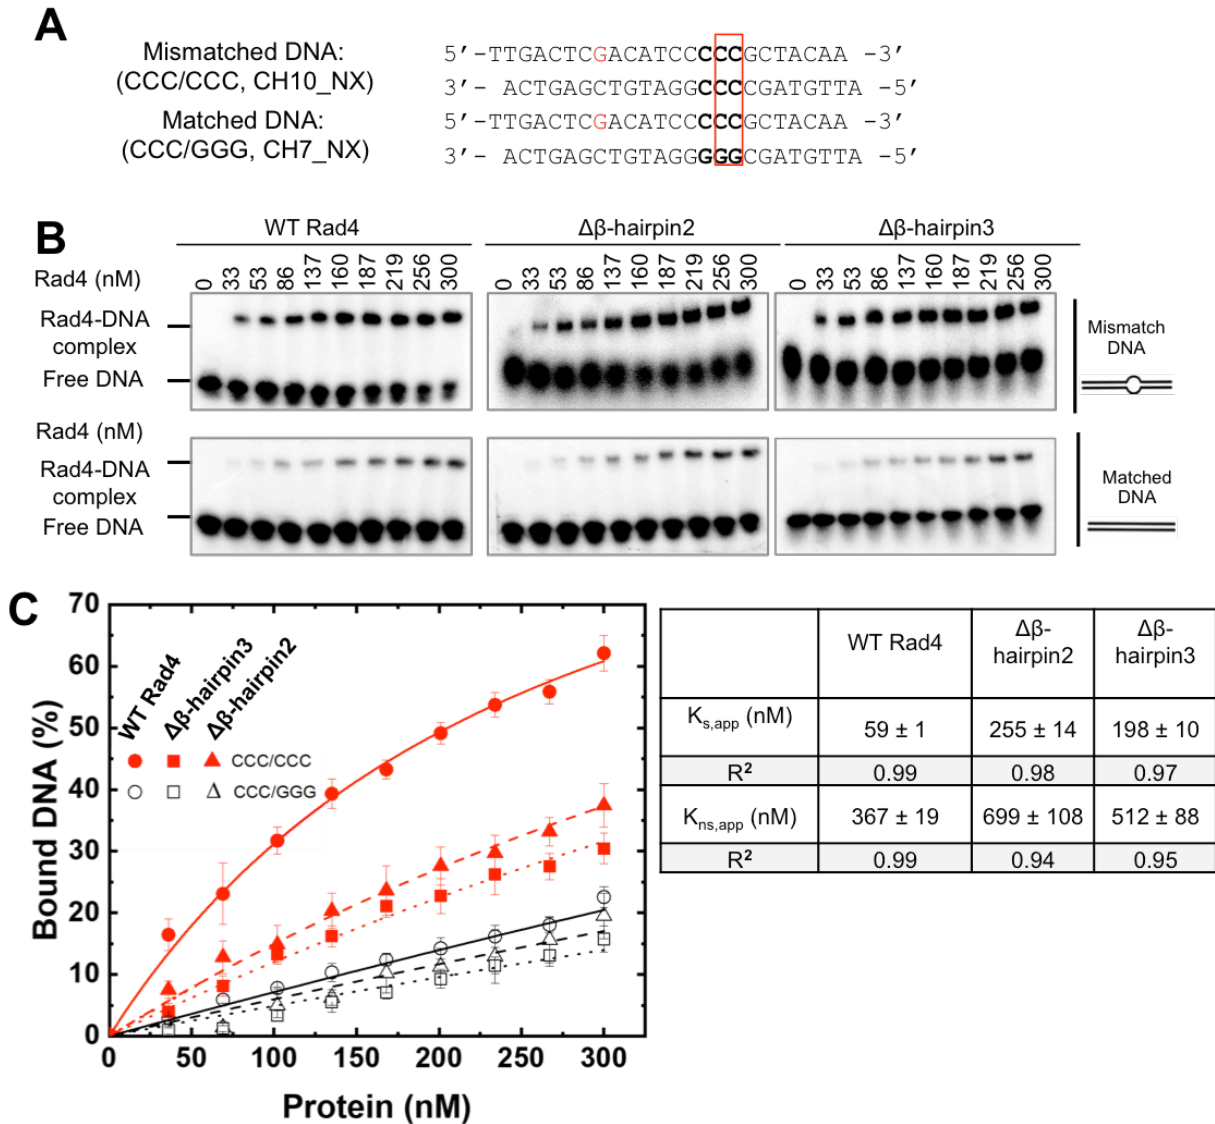 A
Mismatched DNA:
(CCC/CCC, CH10_NX)
5′-TTGACTCGACATCCCCCGCTACAA -3′
3′- ACTGAGCTGTAGGCCCCGATGTTA -5′
Matched DNA:
(CCC/GGG, CH7_NX)
5′-TTGACTCGACATCCCCCGCTACAA -3′
3′- ACTGAGCTGTAGGGGGCGATGTTA -5′
B
WT Rad4 Δβ-hairpin2 Δβ-hairpin3
Rad4 (nM) 0 33 53 86 137 160 187 219 256 300 0 33 53 86 137 160 187 219 256 300 0 33 53 86 137 160 187 219 256 300
Rad4-DNA
complex
Free DNA
Mismatch
DNA
Rad4 (nM)
Rad4-DNA
complex
Free DNA
Matched
DNA
C
Bound DNA (%)
70
60
50
40
30
20
10
0
0 50 100 150 200 250 300
Protein (nM)
WT Rad4
Δβ-hairpin3
Δβ-hairpin2
CCC/CCC
CCC/GGG
WT Rad4 Δβ-hairpin2 Δβ-hairpin3
Ks,app (nM) 59 ± 1 255 ± 14 198 ± 10
R² 0.99 0.98 0.97
Kns,app (nM) 367 ± 19 699 ± 108 512 ± 88
R² 0.99 0.94 0.95